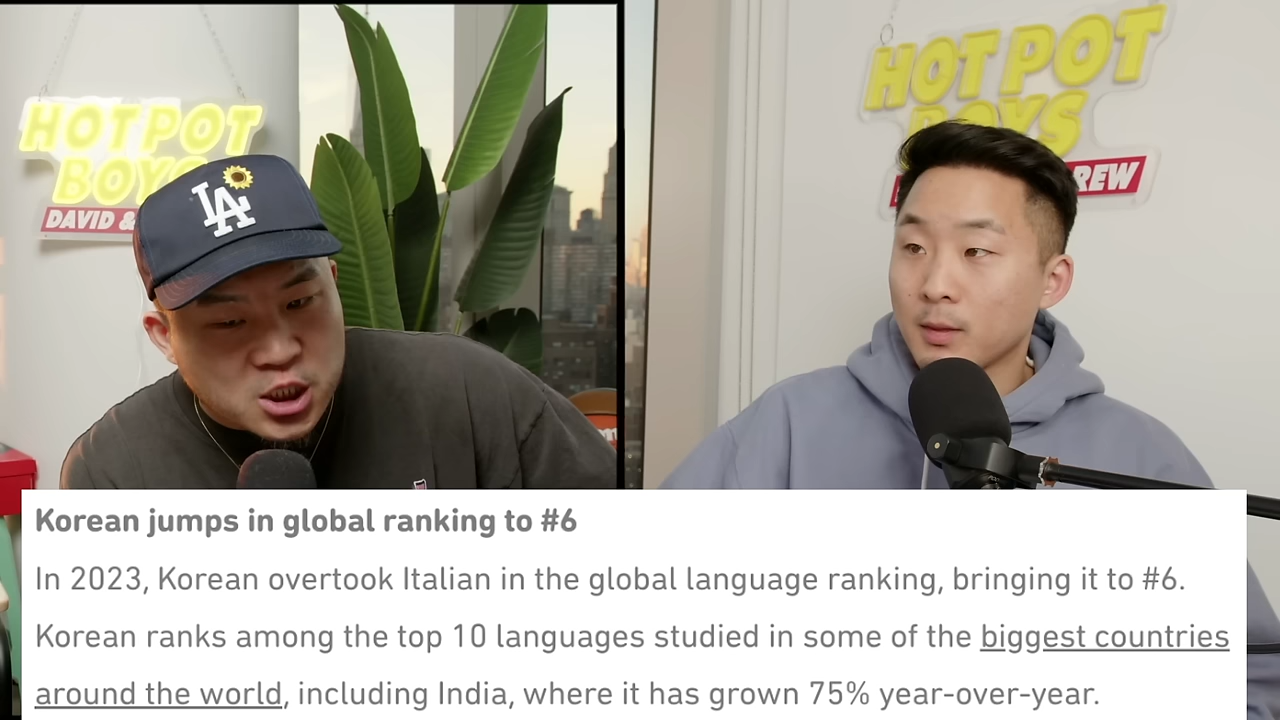 HOT POT
BOYS
DAVID &
LA
HOT POT
BOYS
REW
Korean jumps in global ranking to #6
In 2023, Korean overtook Italian in the global language ranking, bringing it to #6.
Korean ranks among the top 10 languages studied in some of the biggest countries
around the world, including India, where it has grown 75% year-over-year.